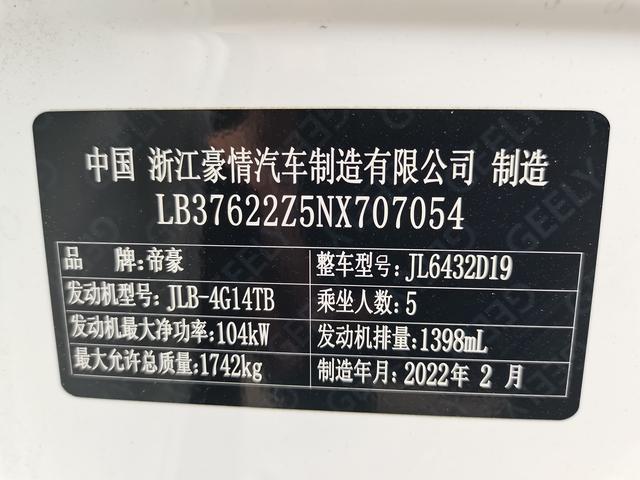 中国 浙江豪情汽车制造有限公司 制造
LB37622Z5NX707054
品 牌:帝豪 整车型号:JL6432D19
发动机型号:JLB-4G14TB 乘坐人数:5
发动机最大净功率:104kW 发动机排量:1398mL
最大允许总质量:1742kg 制造年月:2022年 2 月